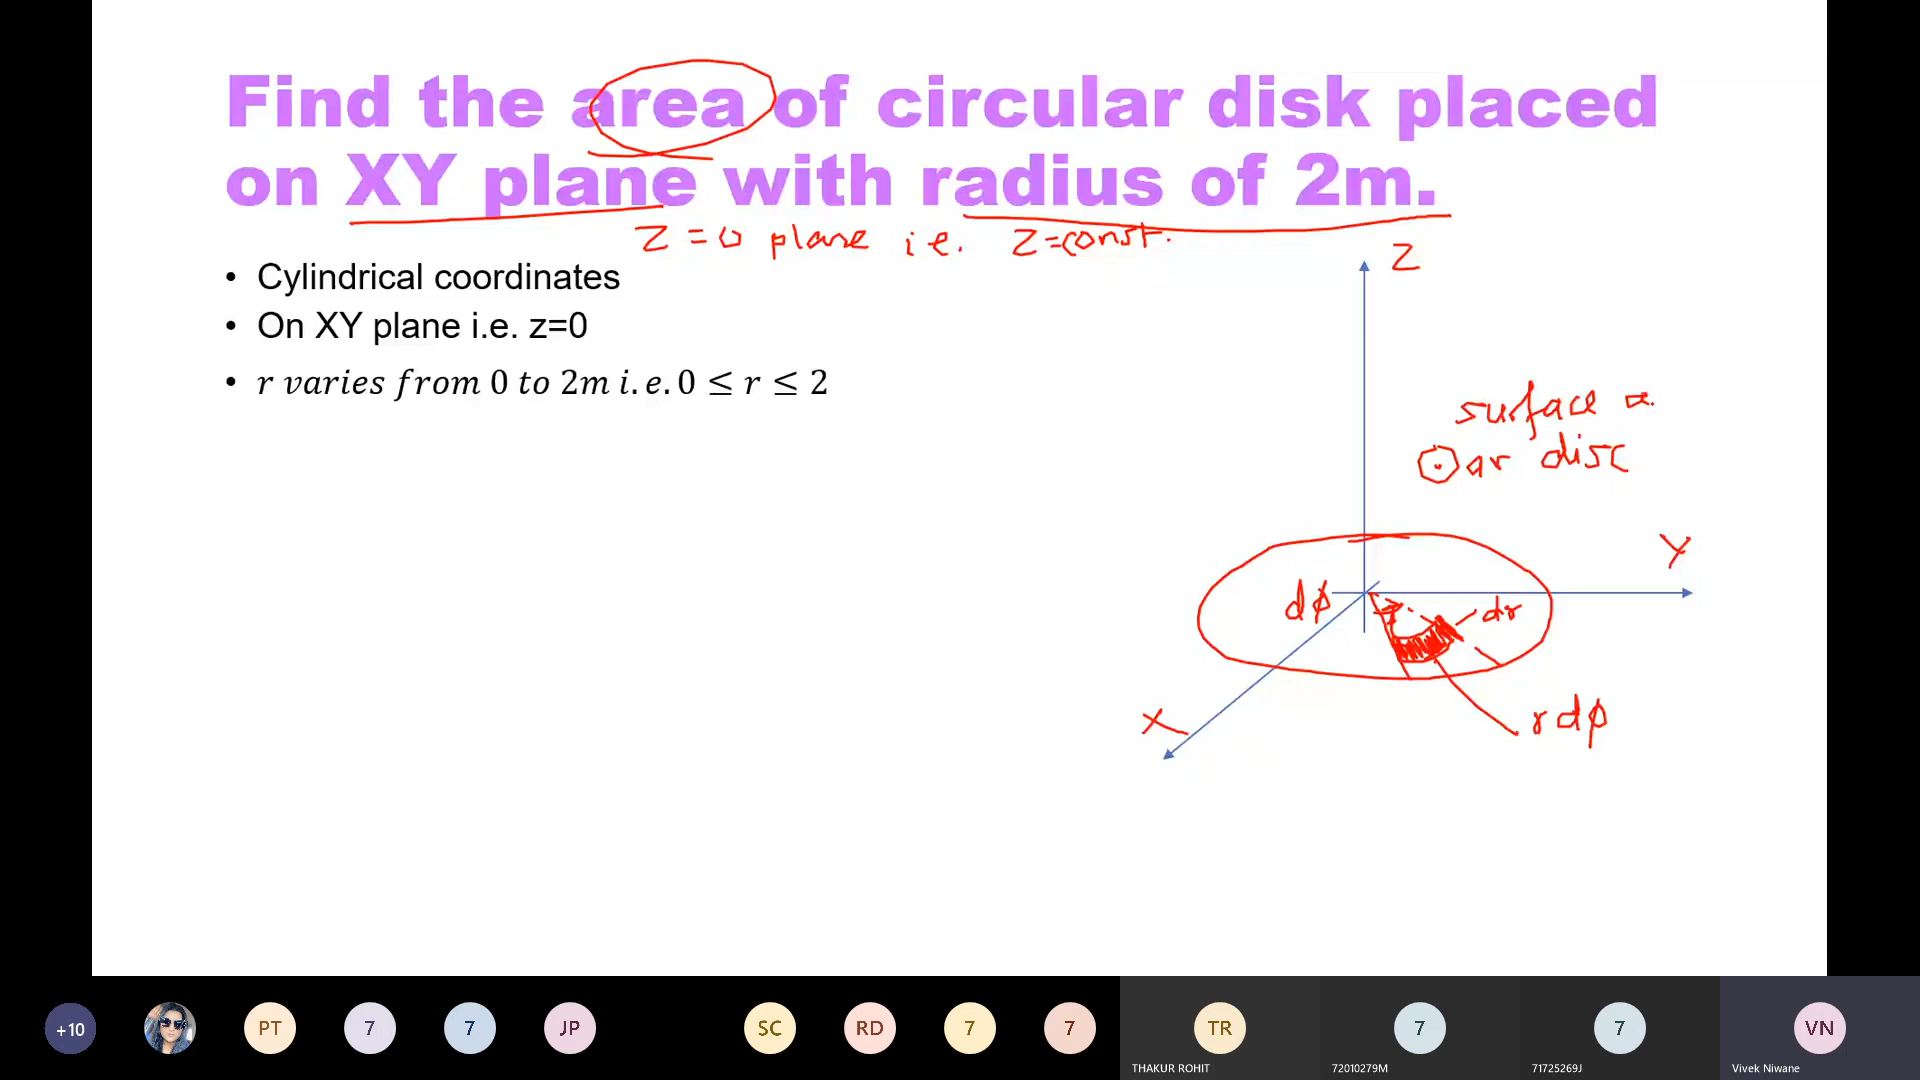 Find the area of circular disk placed
on XY plane with radius of 2m.
Z = 0 plane i.e. Z=const.
• Cylindrical coordinates
• On XY plane i.e. z=0
• r varies from 0 to 2m i.e.0 ≤ r ≤ 2
Z
surface
ar disc
Y
dϕ
dr
X
rdϕ
+10
PT
7
7
JP
SC
RD
7
7
TR
7
7
VN
THAKUR ROHIT
72010279M
71725269J
Vivek Niwane